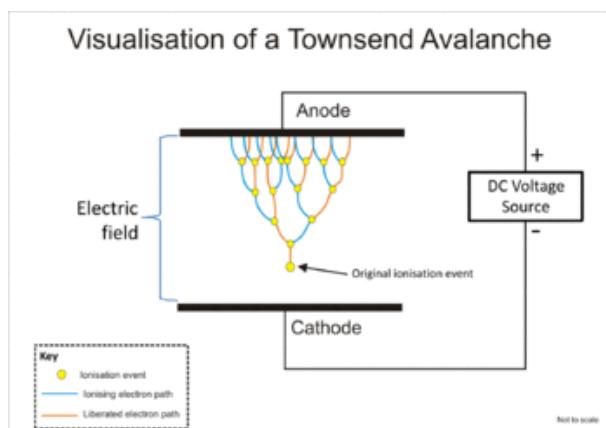 Visualisation of a Townsend Avalanche
Anode
+
DC Voltage
Source
-
Electric
field
Original ionisation event
Cathode
Key
Ionisation event
Ionising electron path
Liberated electron path
Not to scale